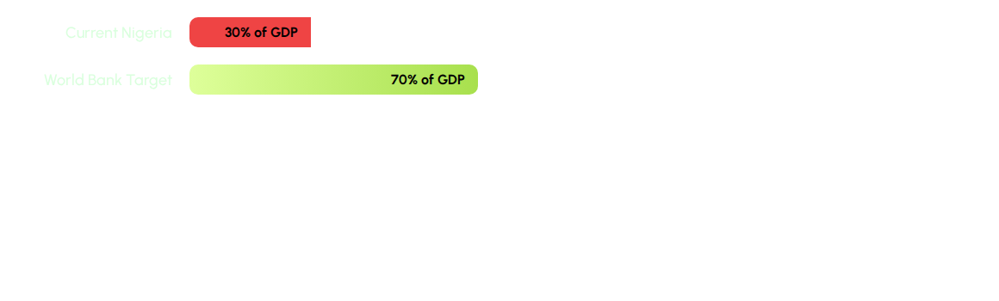 Current Nigeria
30% of GDP
World Bank Target
70% of GDP